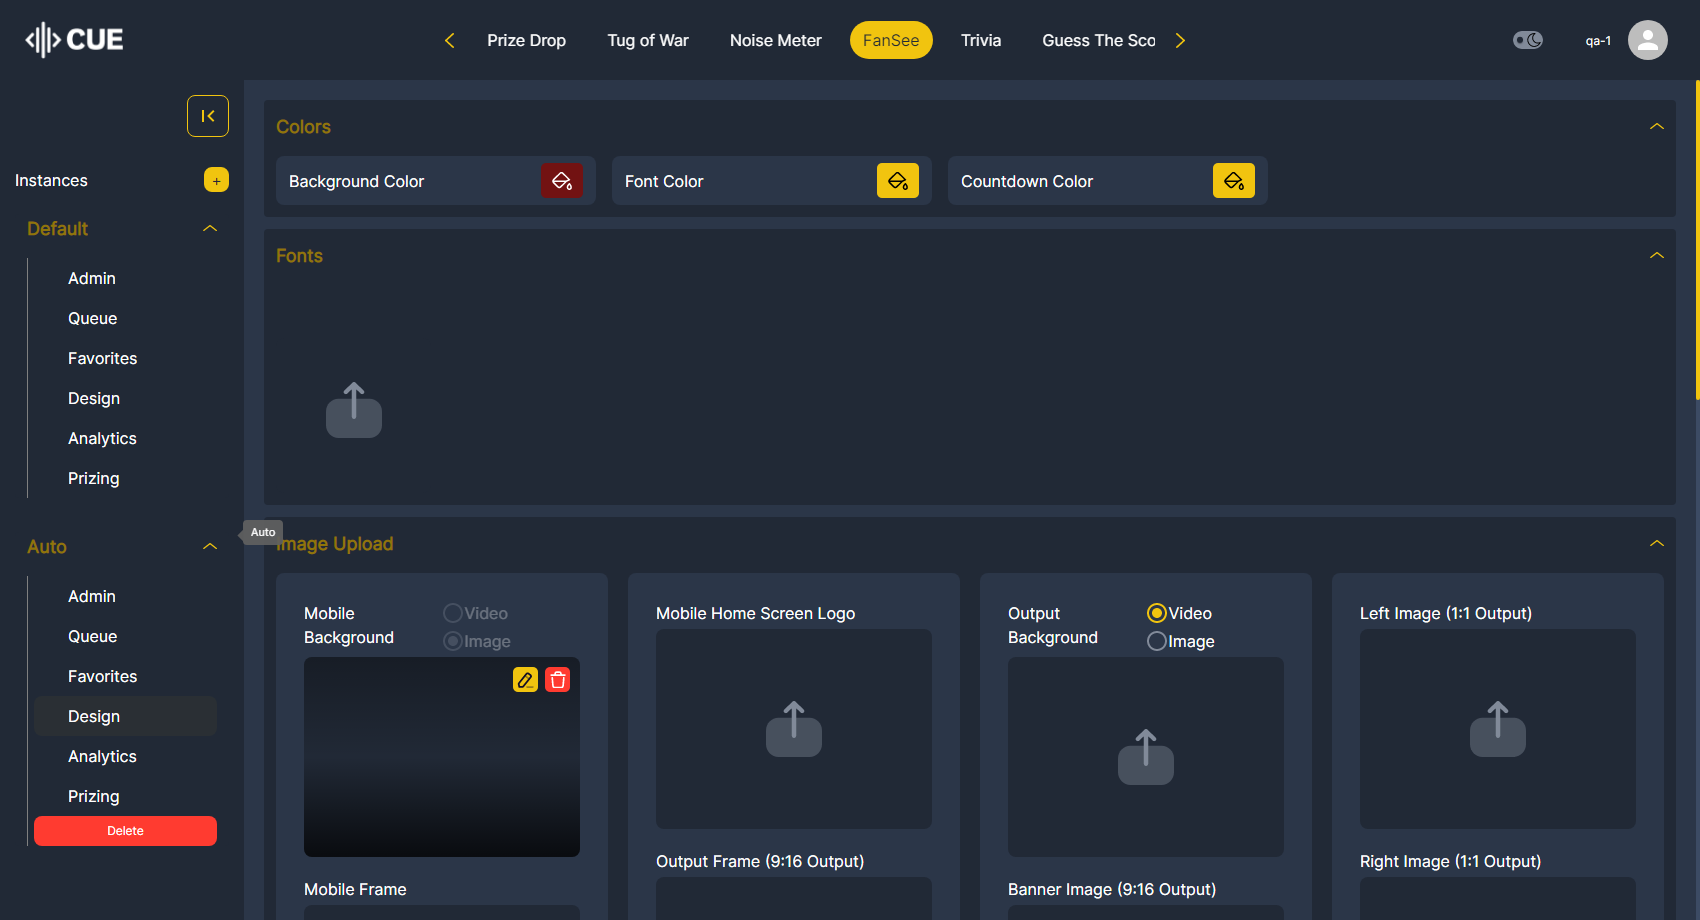 CUE
Prize Drop
Tug of War
Noise Meter
FanSee
Trivia
Guess The Sco
qa-1
Instances
+
Default
Admin
Queue
Favorites
Design
Analytics
Prizing
Auto
Admin
Queue
Favorites
Design
Analytics
Prizing
Delete
Auto
Colors
Background Color
Font Color
Countdown Color
Fonts
Image Upload
Mobile
Background
Video
Image
Mobile Frame
Mobile Home Screen Logo
Output Frame (9:16 Output)
Output
Background
Video
Image
Banner Image (9:16 Output)
Left Image (1:1 Output)
Right Image (1:1 Output)